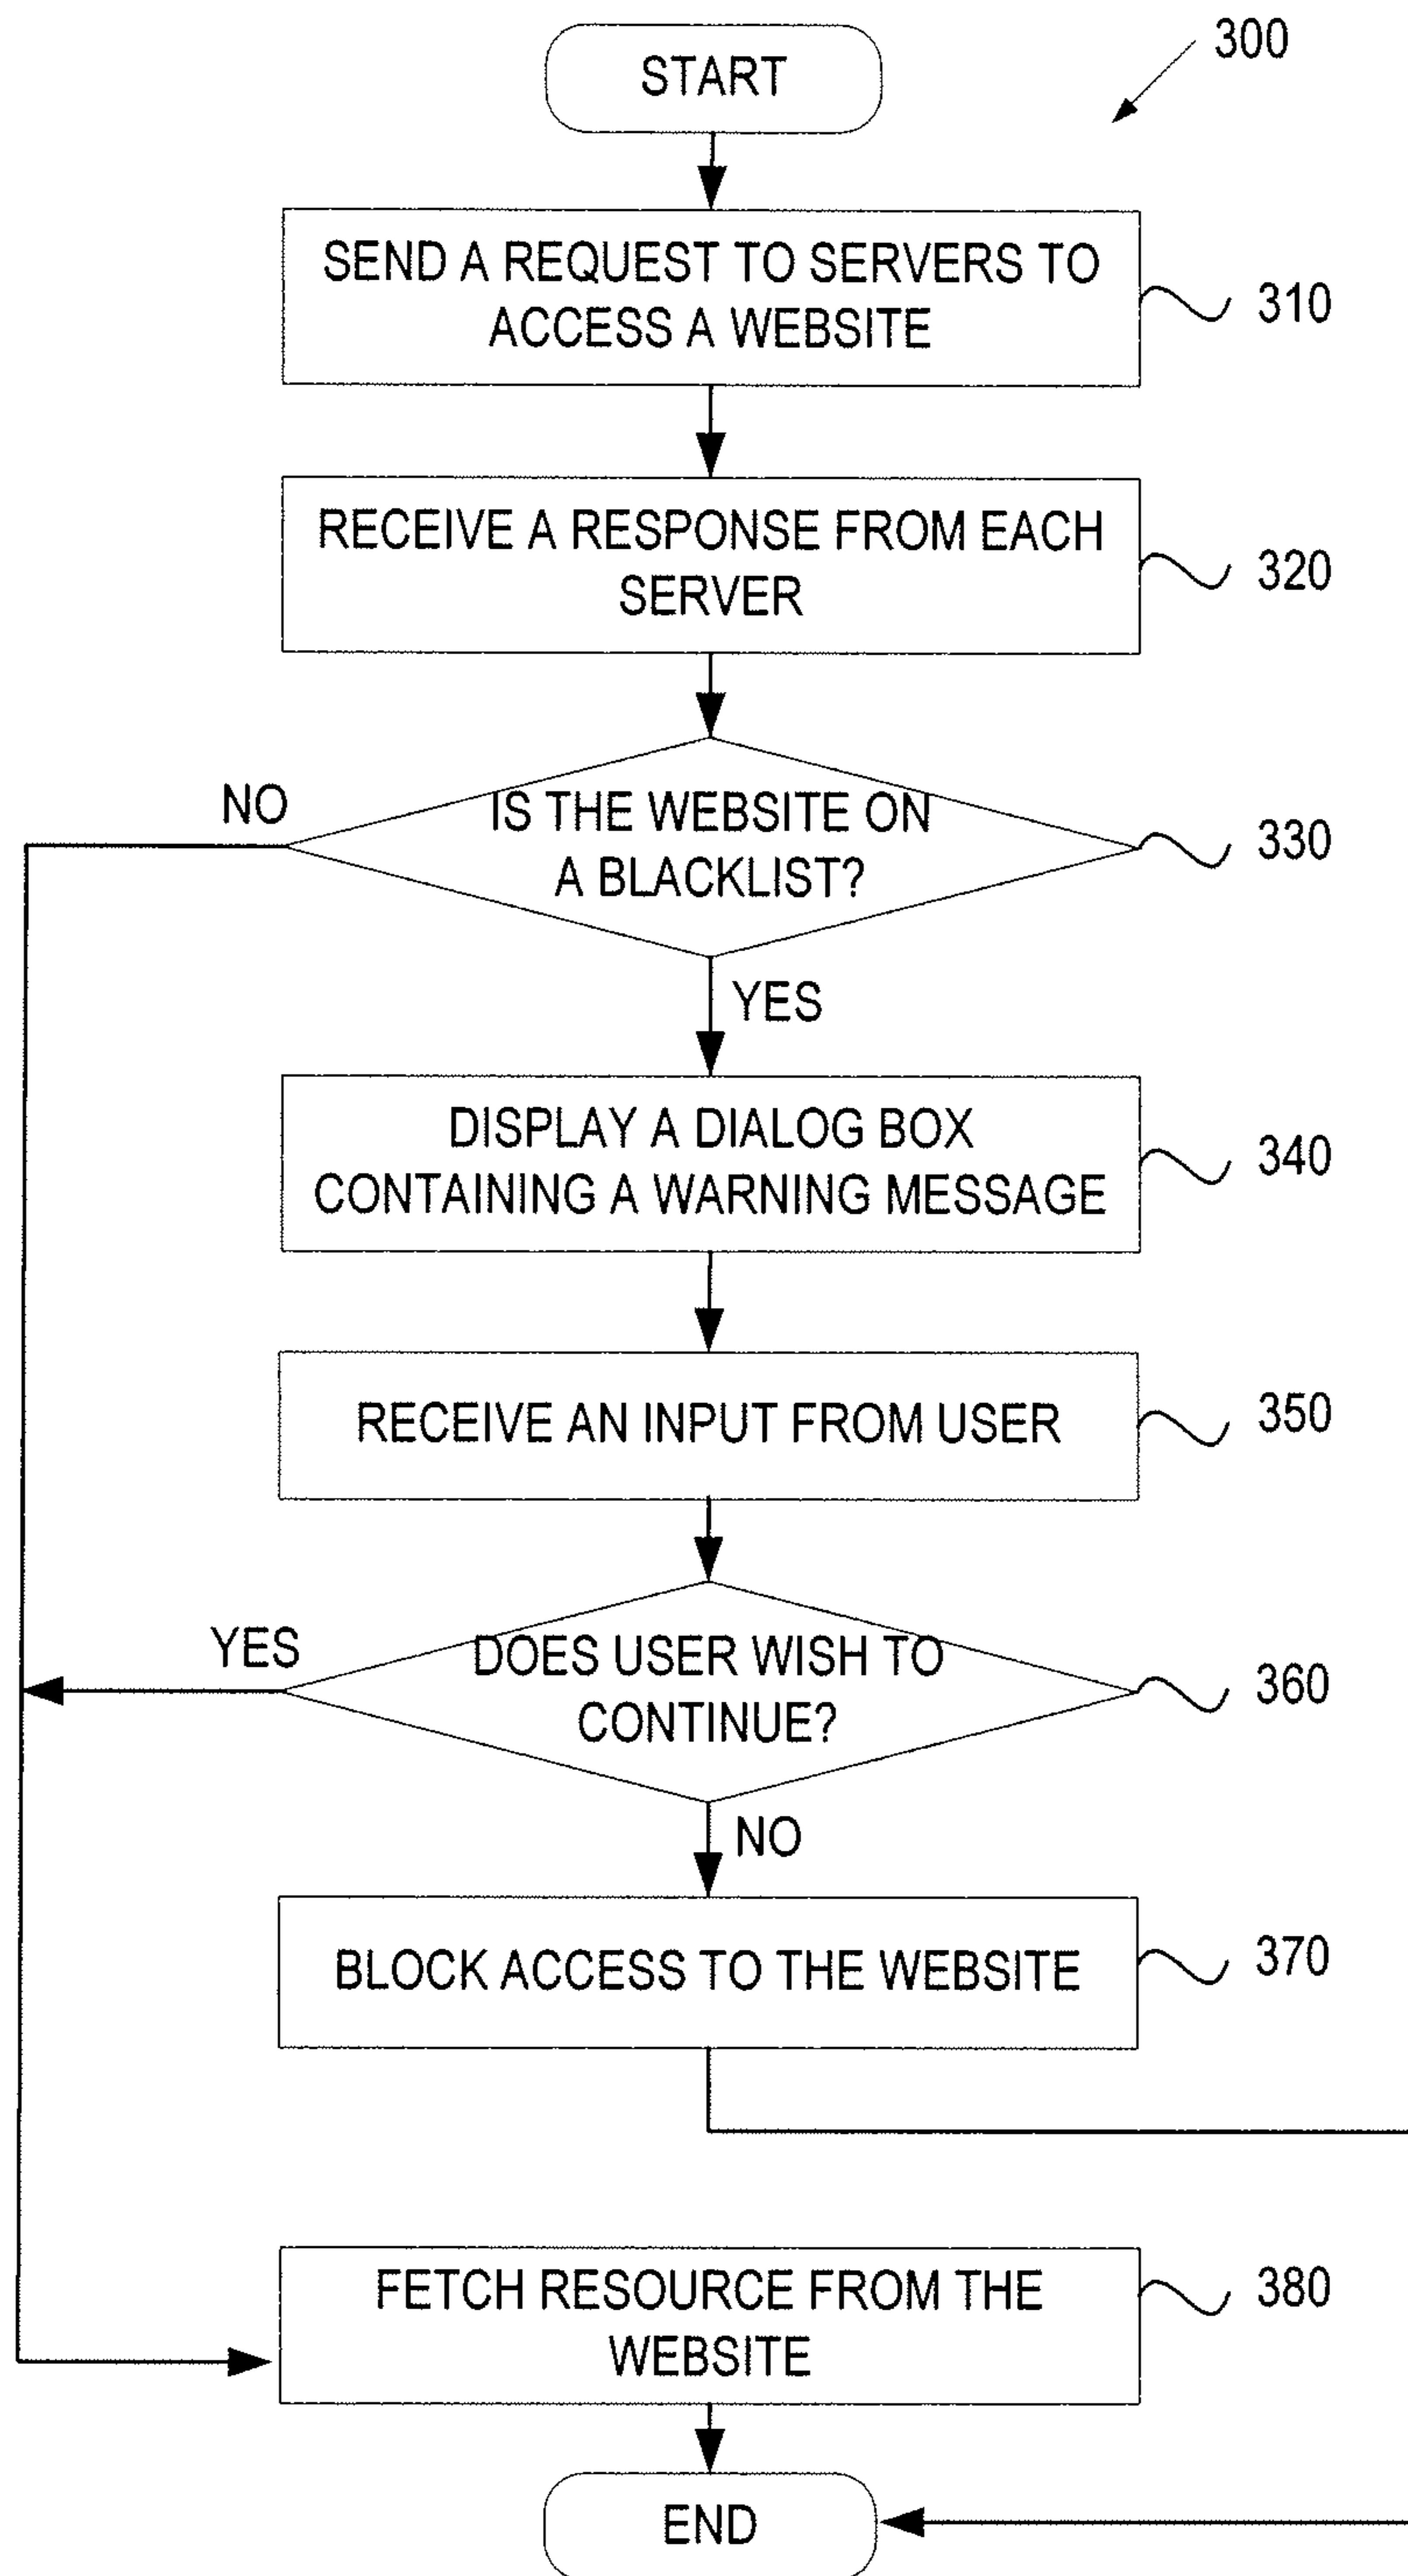 START
300
SEND A REQUEST TO SERVERS TO
ACCESS A WEBSITE
310
RECEIVE A RESPONSE FROM EACH
SERVER
320
NO
IS THE WEBSITE ON
A BLACKLIST?
330
YES
DISPLAY A DIALOG BOX
CONTAINING A WARNING MESSAGE
340
RECEIVE AN INPUT FROM USER
350
YES
DOES USER WISH TO
CONTINUE?
360
NO
BLOCK ACCESS TO THE WEBSITE
370
FETCH RESOURCE FROM THE
WEBSITE
380
END